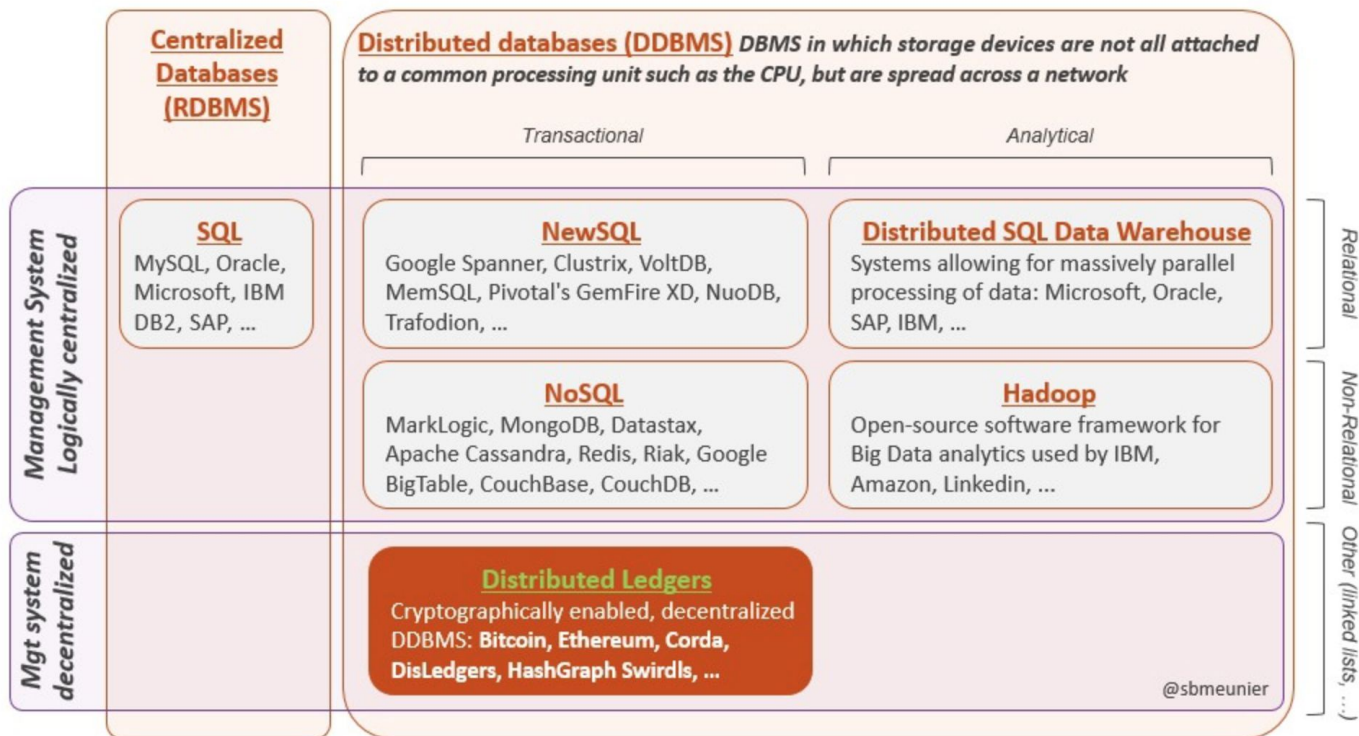 Centralized
Databases
(RDBMS)
Distributed databases (DDBMS) DBMS in which storage devices are not all attached
to a common processing unit such as the CPU, but are spread across a network
Transactional
Analytical
Management System
Logically centralized
SQL
MySQL, Oracle,
Microsoft, IBM
DB2, SAP, ...
NewSQL
Google Spanner, Clustrix, VoltDB,
MemSQL, Pivotal's GemFire XD, NuoDB,
Trafodion, ...
Distributed SQL Data Warehouse
Systems allowing for massively parallel
processing of data: Microsoft, Oracle,
SAP, IBM, ...
Relational
NoSQL
MarkLogic, MongoDB, Datastax,
Apache Cassandra, Redis, Riak, Google
BigTable, CouchBase, CouchDB, ...
Hadoop
Open-source software framework for
Big Data analytics used by IBM,
Amazon, Linkedin, ...
Non-Relational
Mgt system
decentralized
Distributed Ledgers
Cryptographically enabled, decentralized
DDBMS: Bitcoin, Ethereum, Corda,
DisLedgers, HashGraph Swirdls, ...
Other (linked lists, ...)
@sbmeunier